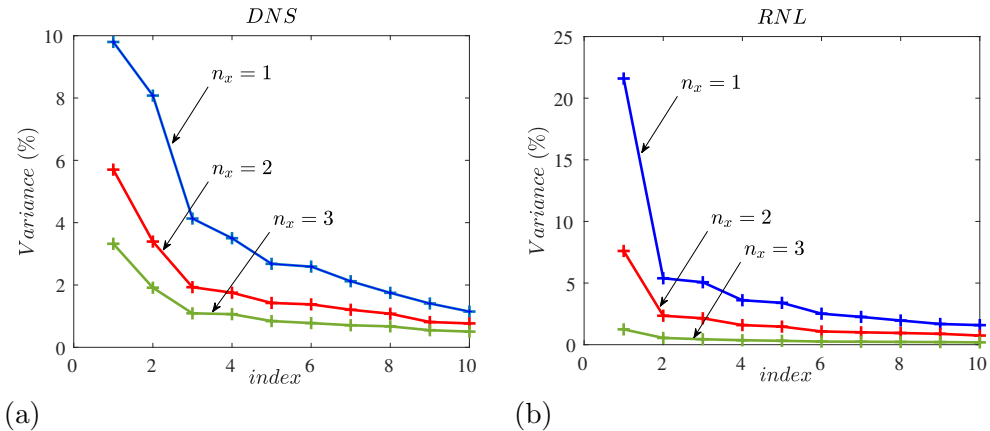 DNS
10
8
6
4
2
0
Variance (%)
n_x = 1
n_x = 2
n_x = 3
0 2 4 6 8 10
index
(a)
RNL
25
20
15
10
5
0
Variance (%)
n_x = 1
n_x = 2
n_x = 3
0 2 4 6 8 10
index
(b)